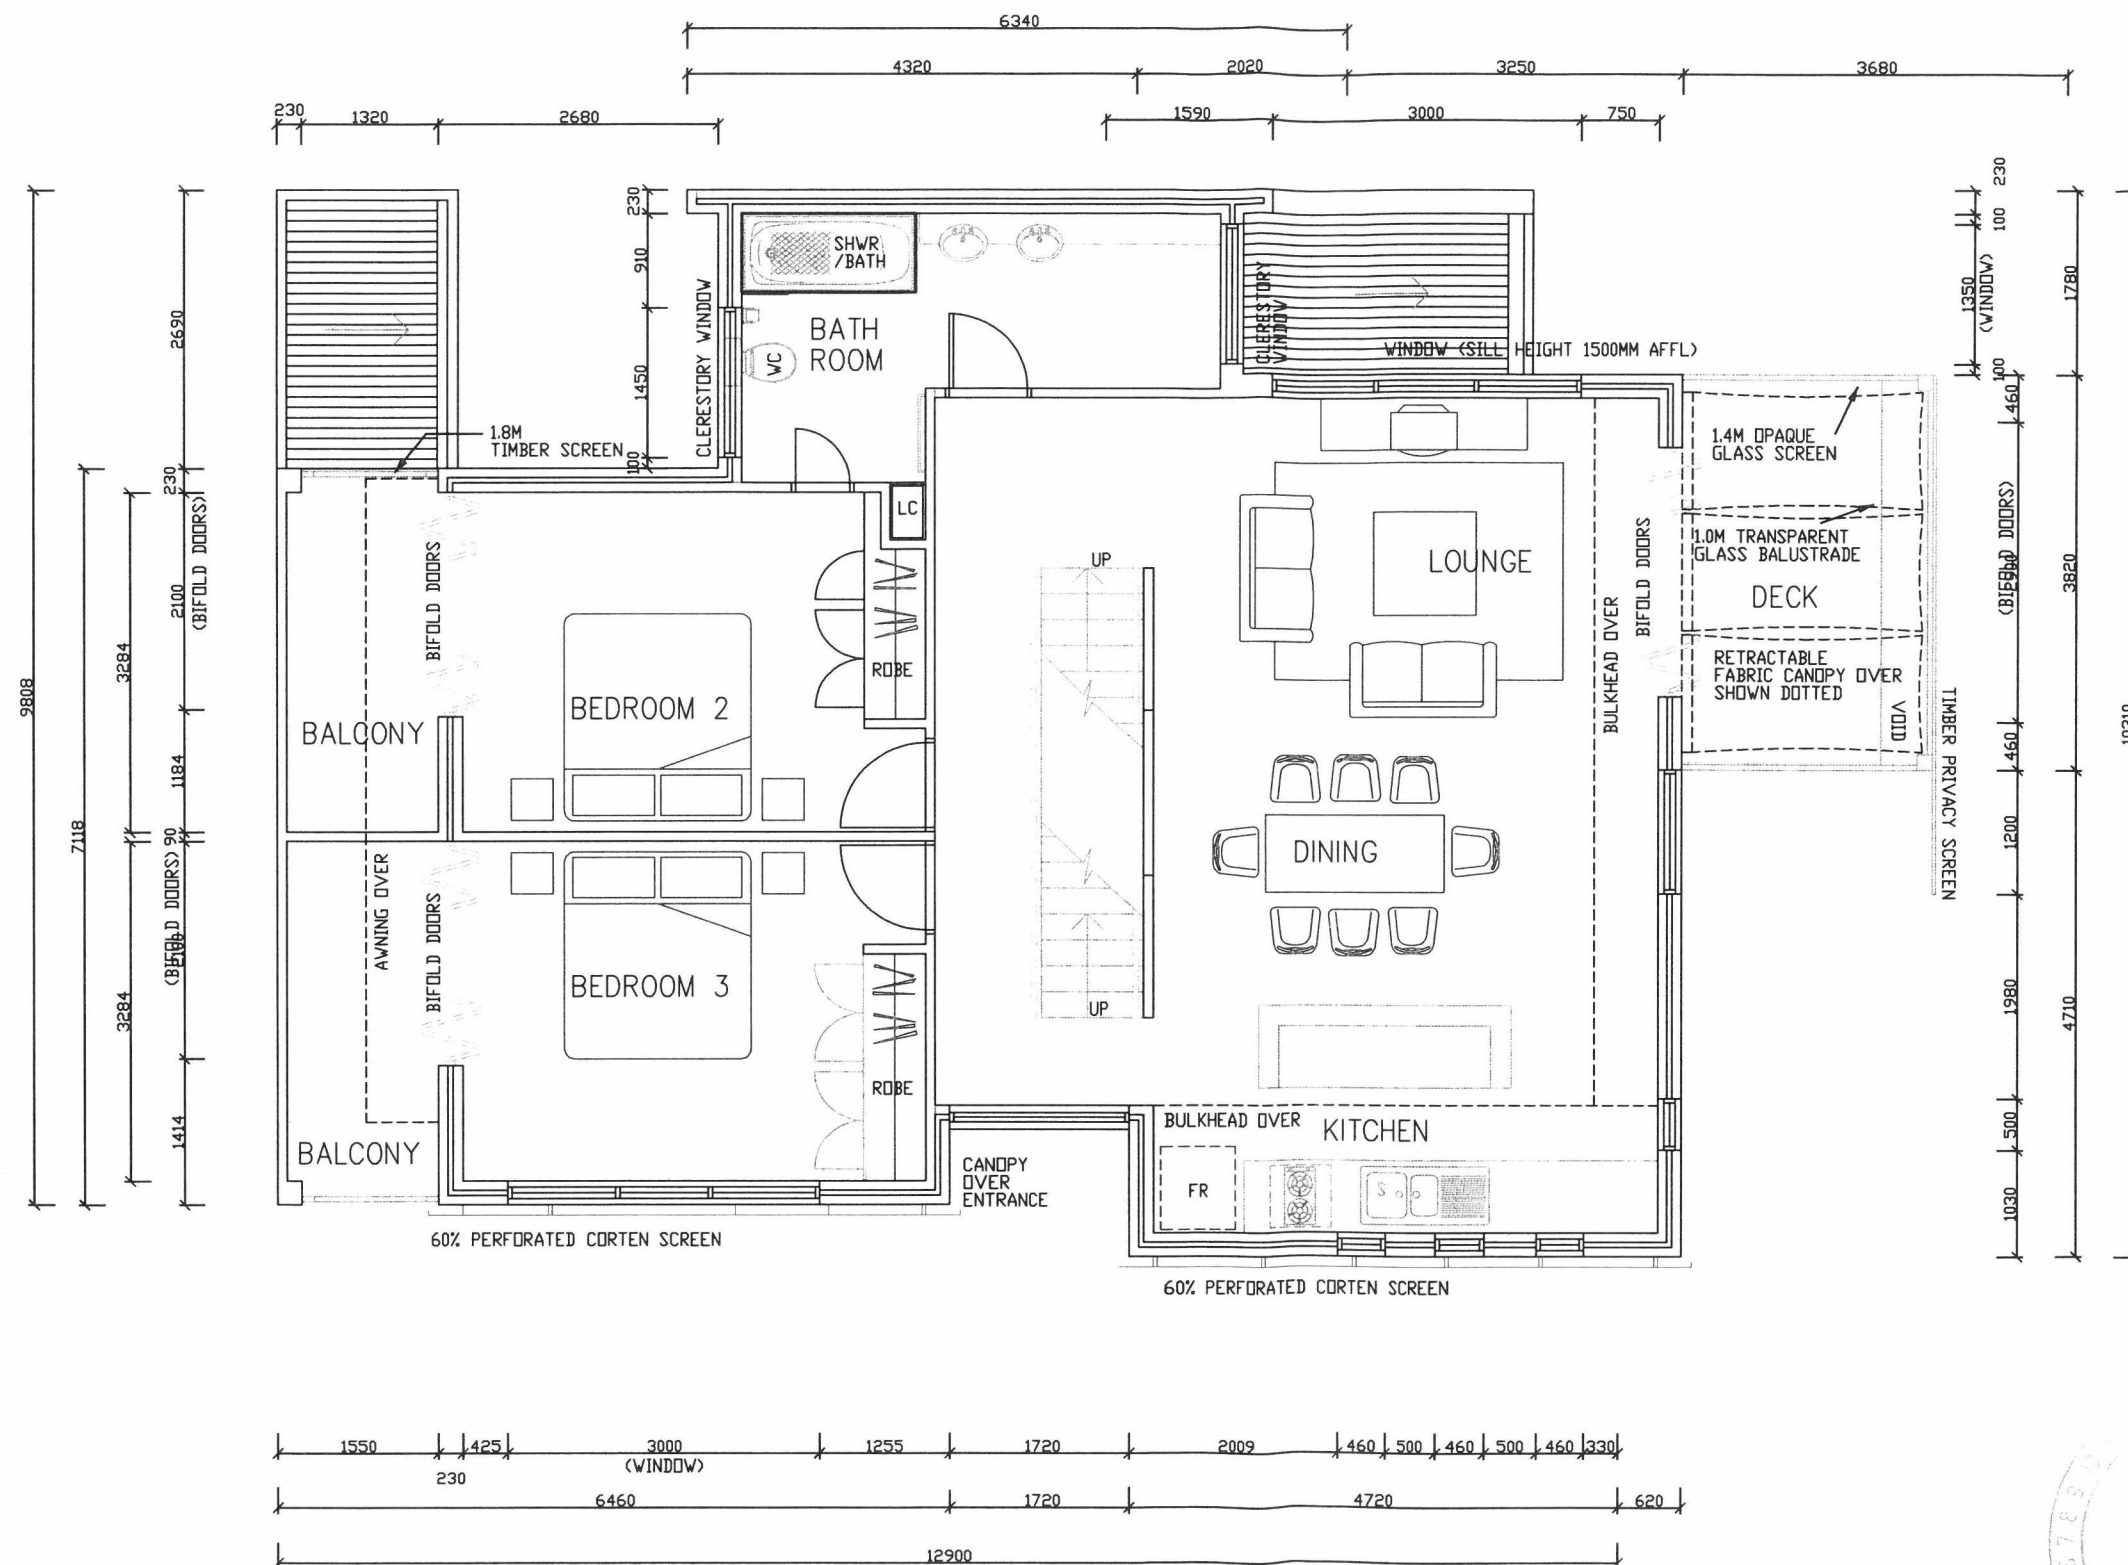 6340
4320 2020 3250 3680
230 1320 2680 1590 3000 750
230
100
1350
(WINDOW)
100
1780
460
(BIFOLD DOORS)
3820
460
1200
1980
500
1030
4710
9808
7118
3284
3284
2690
230
2100
(BIFOLD DOORS)
1184
90
(BIFOLD DOORS)
1414
230
910
1450
100
CLERESTORY WINDOW
SHWR
/BATH
WC
BATH
ROOM
CLERESTORY
WINDOW
WINDOW (SILL HEIGHT 1500MM AFFL)
1.8M
TIMBER SCREEN
LC
1.4M OPAQUE
GLASS SCREEN
1.0M TRANSPARENT
GLASS BALUSTRADE
DECK
RETRACTABLE
FABRIC CANOPY OVER
SHOWN DOTTED
VOID
TIMBER PRIVACY SCREEN
BIFOLD DOORS
BULKHEAD OVER
LOUNGE
UP
BIFOLD DOORS
ROBE
BEDROOM 2
BALCONY
DINING
AWNING OVER
BIFOLD DOORS
BEDROOM 3
UP
ROBE
BALCONY
BULKHEAD OVER
KITCHEN
CANOPY
OVER
ENTRANCE
FR
S
60% PERFORATED CORTEN SCREEN
60% PERFORATED CORTEN SCREEN
1550 425 3000 1255 1720 2009 460 500 460 500 460 330
230
(WINDOW)
6460 1720 4720 620
12900